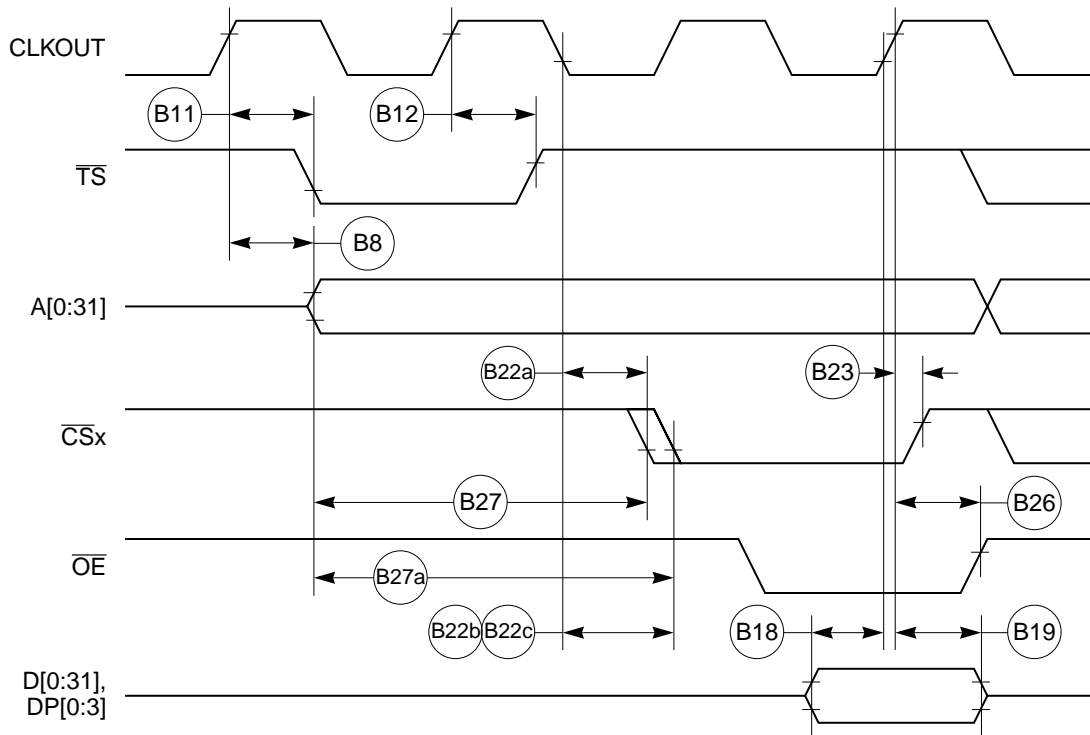 CLKOUT
B11
B12
TS
B8
A[0:31]
B22a
B23
CSx
B27
B26
OE
B27a
B22b B22c
B18
B19
D[0:31],
DP[0:3]